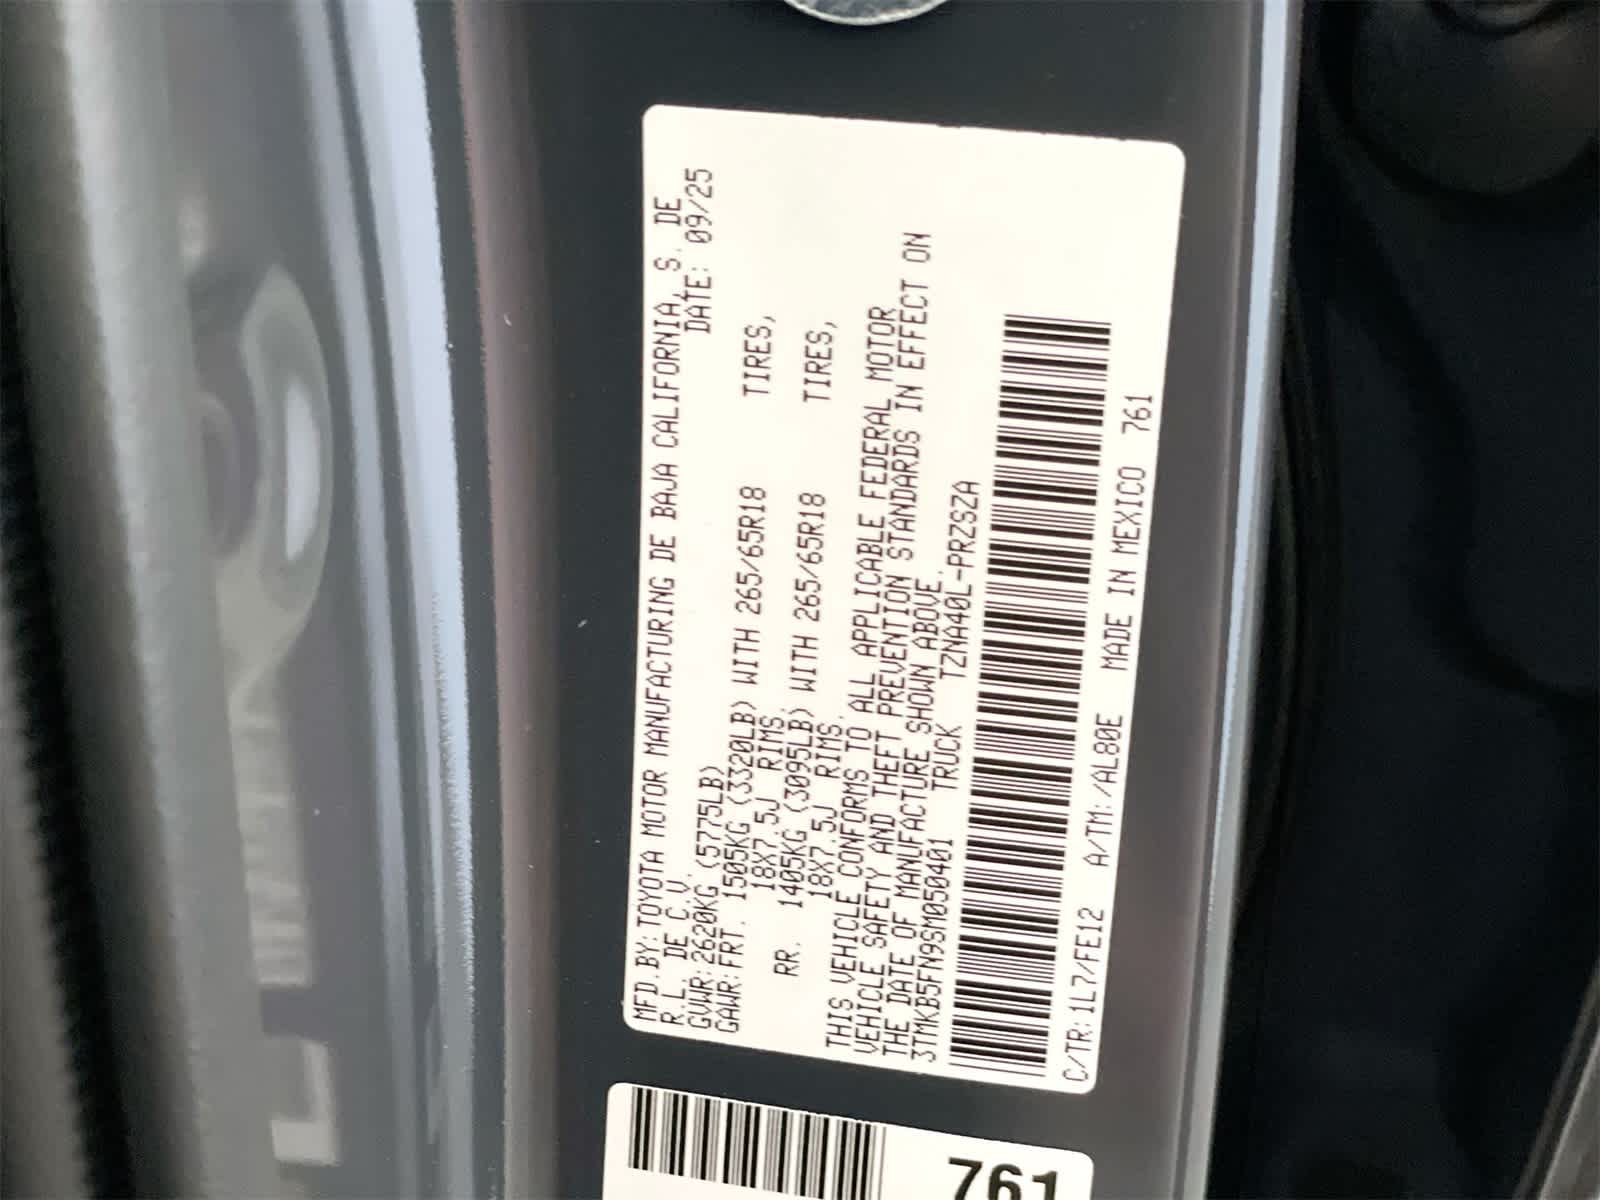 MFD.BY:TOYOTA MOTOR MANUFACTURING DE BAJA CALIFORNIA, S. DE
R.L. DE C.V. DATE: 09/25
GVWR:2620KG (5775LB)
GAWR:FRT. 1505KG (3320LB) WITH 265/65R18 TIRES,
18X7.5J RIMS.
RR. 1405KG (3095LB) WITH 265/65R18 TIRES,
18X7.5J RIMS.
THIS VEHICLE CONFORMS TO ALL APPLICABLE FEDERAL MOTOR
VEHICLE SAFETY AND THEFT PREVENTION STANDARDS IN EFFECT ON
THE DATE OF MANUFACTURE SHOWN ABOVE.
3TMKB5FN9SM050401 TRUCK TZNA40L-PRZSZA
C/TR:1L7/FE12 A/TM:/AL80E MADE IN MEXICO 761
761